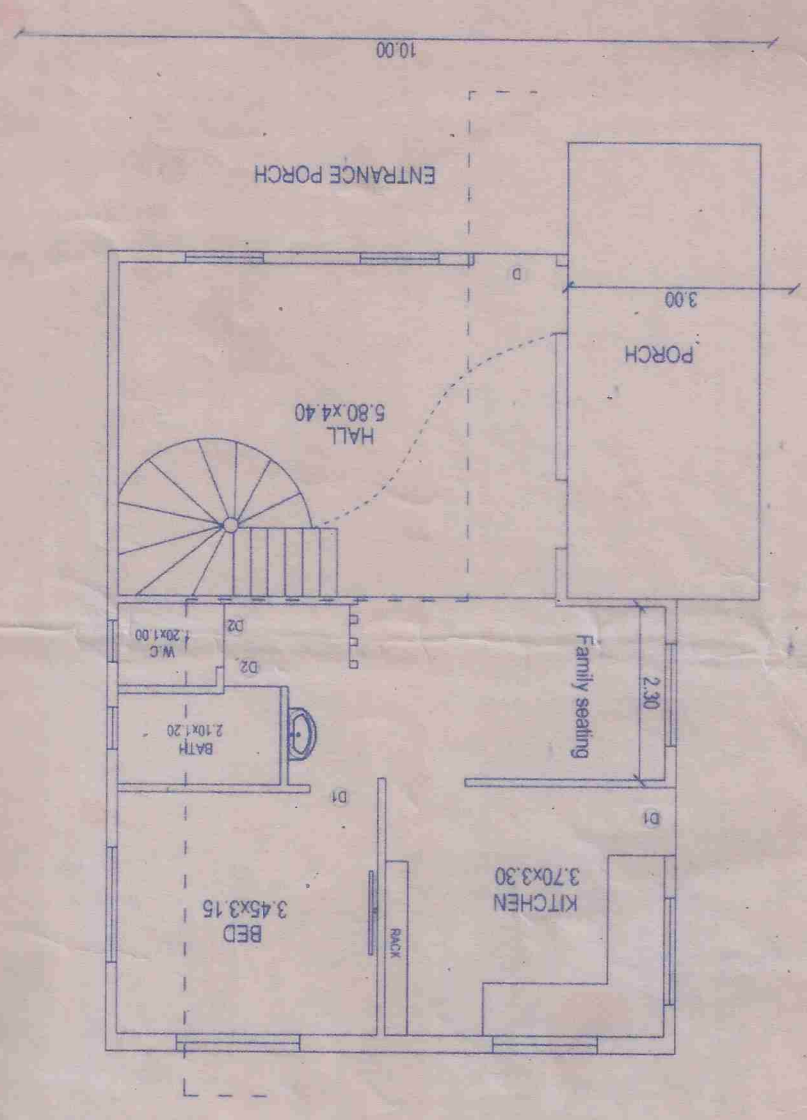 KITCHEN
3.70x3.30
RACK
BED
3.45x3.15
D1
D1
2.30
Family seating
BATH
2.10x1.20
D2
W.C
1.20x1.00
D2
HALL
5.80x4.40
PORCH
3.00
D
ENTRANCE PORCH
10.00